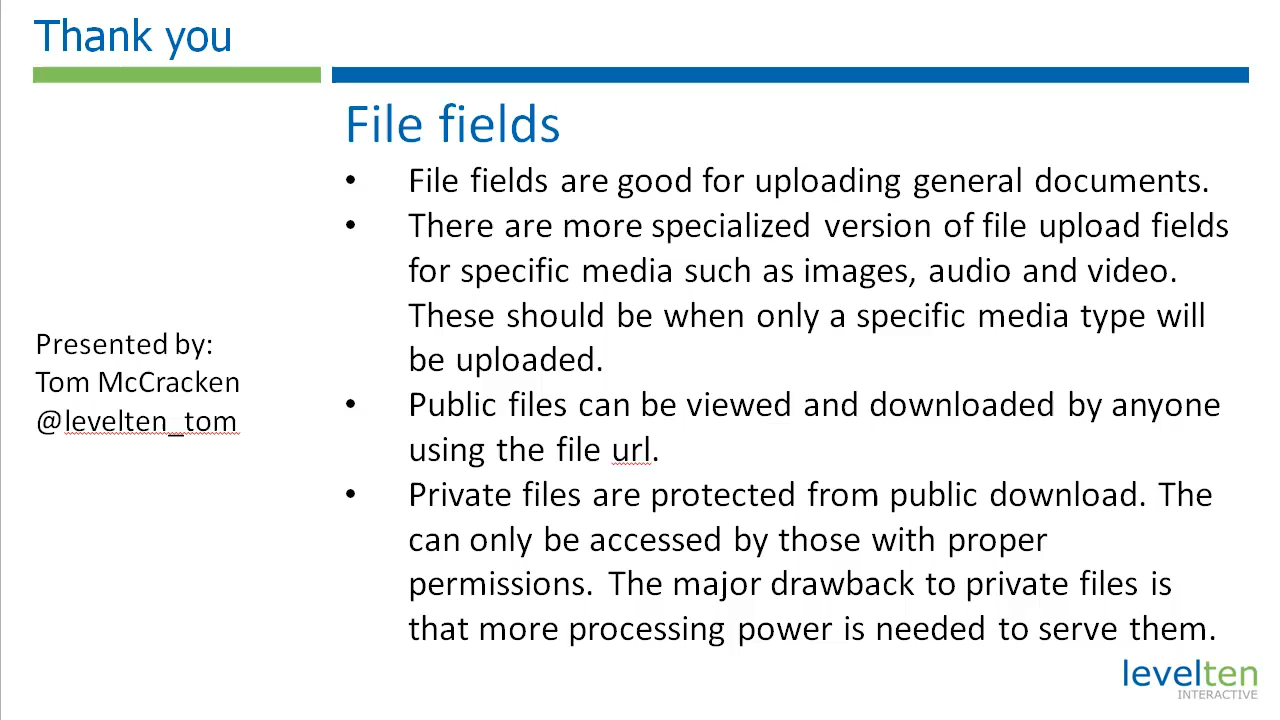 Thank you
File fields
• File fields are good for uploading general documents.
• There are more specialized version of file upload fields
for specific media such as images, audio and video.
These should be when only a specific media type will
be uploaded.
• Public files can be viewed and downloaded by anyone
using the file url.
• Private files are protected from public download. The
can only be accessed by those with proper
permissions. The major drawback to private files is
that more processing power is needed to serve them.
Presented by:
Tom McCracken
@levelten_tom
levelten
INTERACTIVE